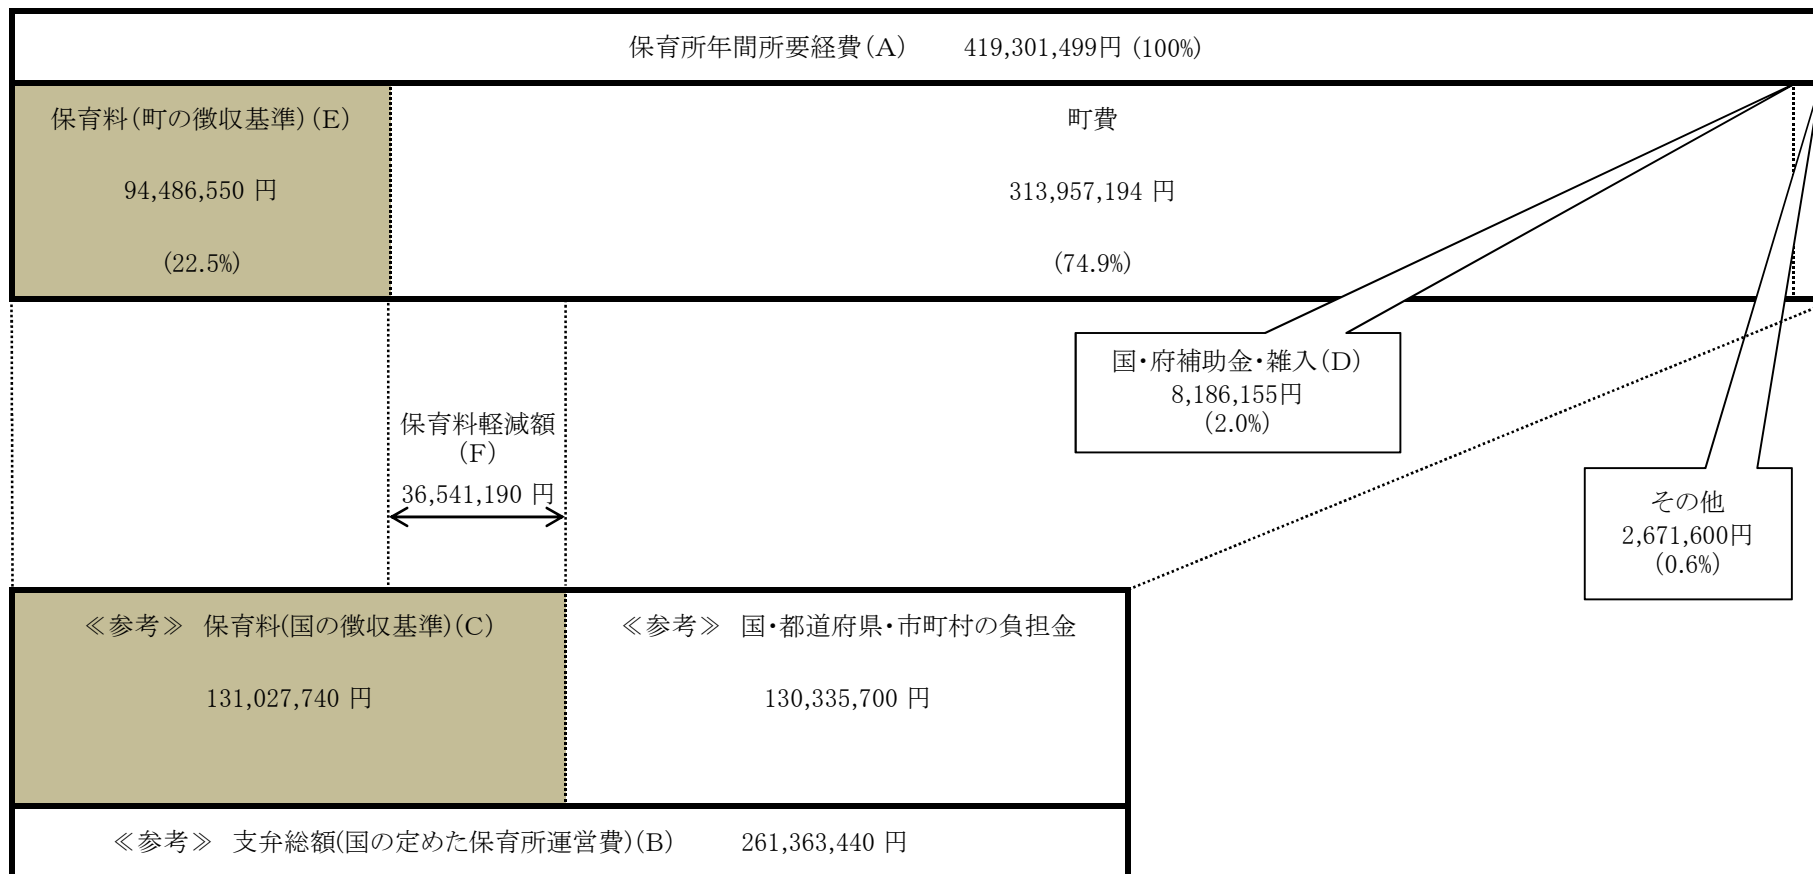 保育所年間所要経費(A) 419,301,499円 (100%)
保育料(町の徴収基準)(E)
94,486,550 円
(22.5%)
町費
313,957,194 円
(74.9%)
国・府補助金・雑入(D)
8,186,155円
(2.0%)
保育料軽減額
(F)
36,541,190 円
その他
2,671,600円
(0.6%)
≪参考≫ 保育料(国の徴収基準)(C)
131,027,740 円
≪参考≫ 国・都道府県・市町村の負担金
130,335,700 円
≪参考≫ 支弁総額(国の定めた保育所運営費)(B) 261,363,440 円